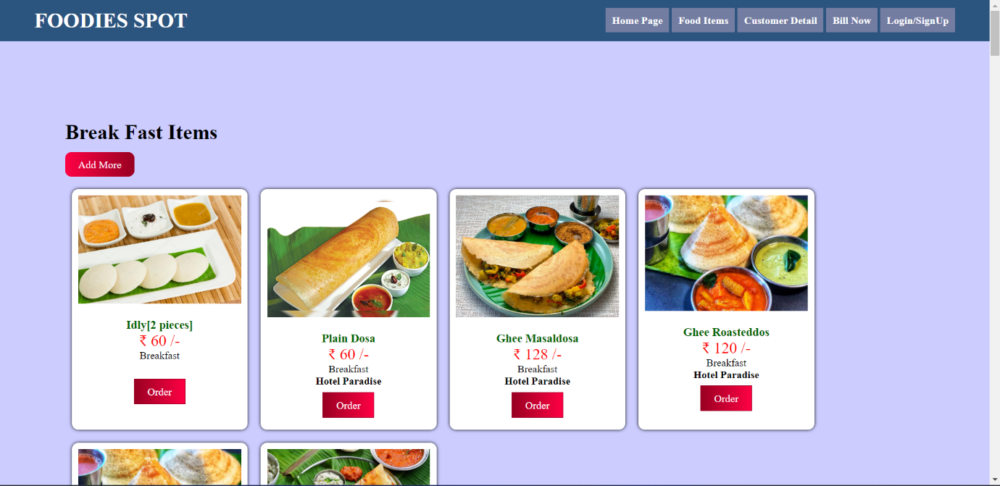 FOODIES SPOT
Home Page
Food Items
Customer Detail
Bill Now
Login/SignUp
Break Fast Items
Add More
Idly[2 pieces]
₹ 60 /-
Breakfast
Order
Plain Dosa
₹ 60 /-
Breakfast
Hotel Paradise
Order
Ghee Masaldosa
₹ 128 /-
Breakfast
Hotel Paradise
Order
Ghee Roasteddos
₹ 120 /-
Breakfast
Hotel Paradise
Order